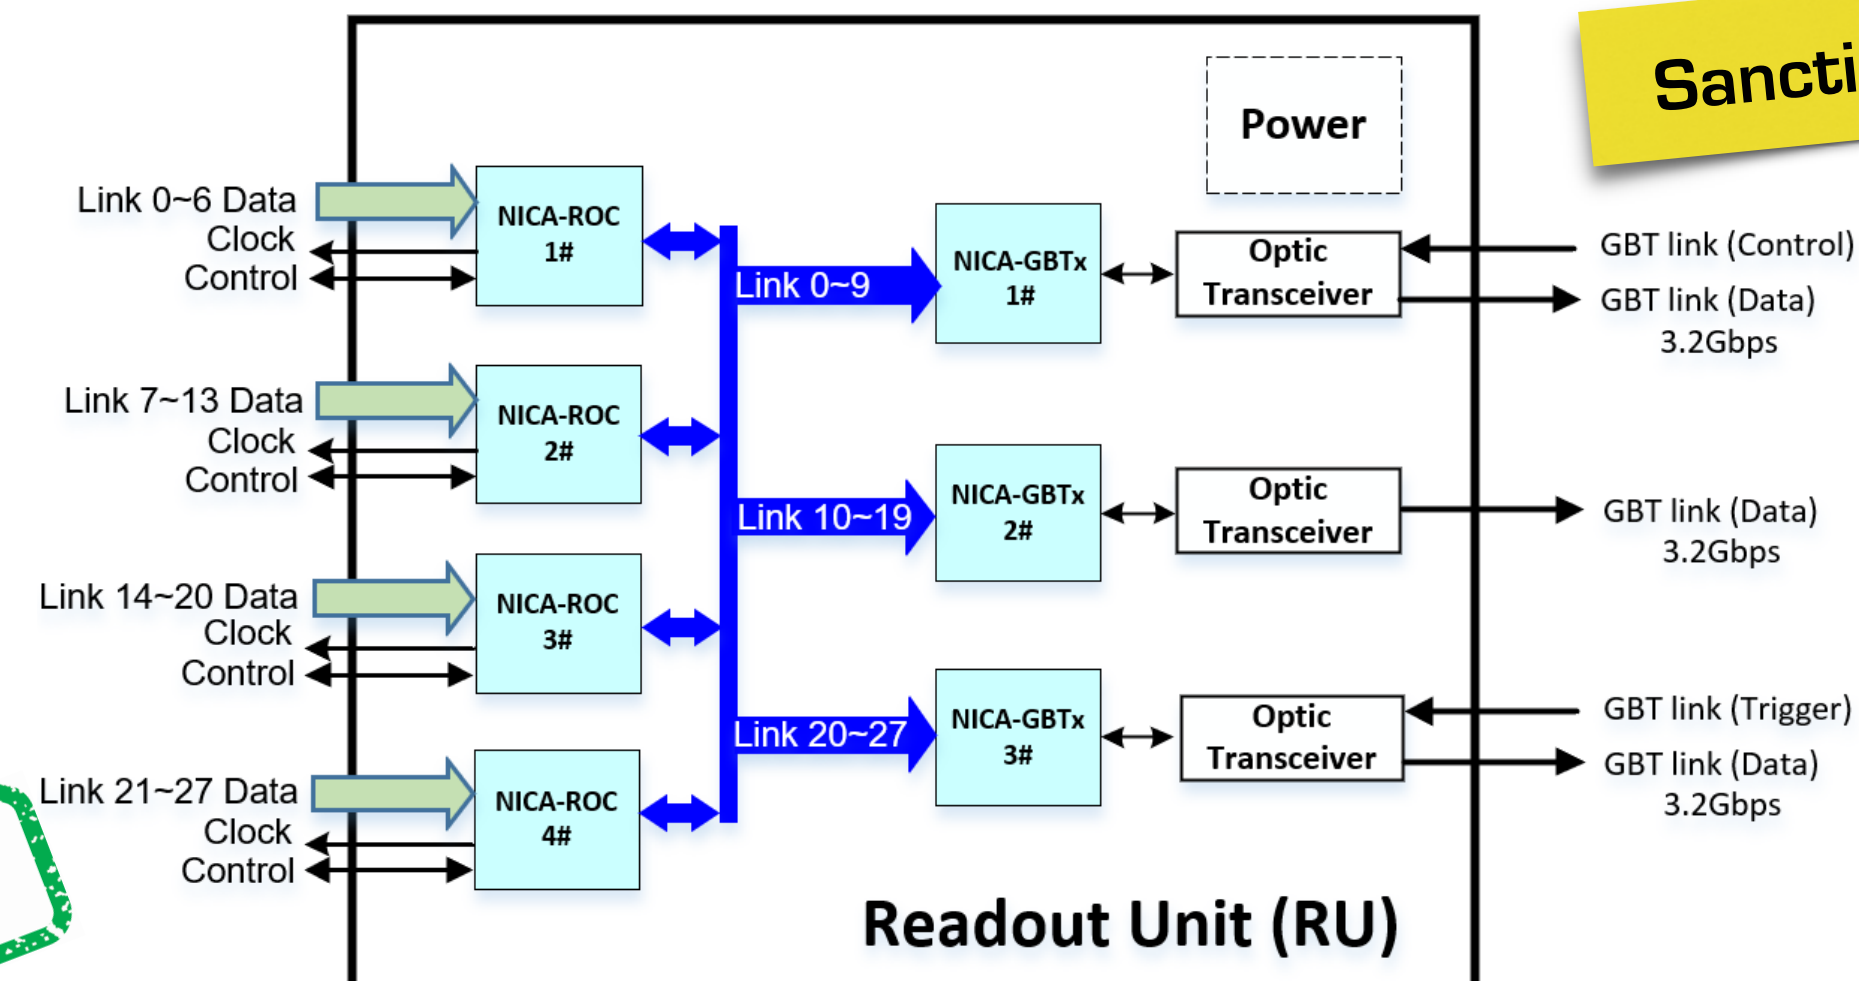 Power
Sancti
Link 0~6 Data
Clock
Control
NICA-ROC
1#
Link 0~9
NICA-GBTx
1#
Optic
Transceiver
GBT link (Control)
GBT link (Data)
3.2Gbps
Link 7~13 Data
Clock
Control
NICA-ROC
2#
Link 10~19
NICA-GBTx
2#
Optic
Transceiver
GBT link (Data)
3.2Gbps
Link 14~20 Data
Clock
Control
NICA-ROC
3#
Link 20~27
NICA-GBTx
3#
Optic
Transceiver
GBT link (Trigger)
GBT link (Data)
3.2Gbps
Link 21~27 Data
Clock
Control
NICA-ROC
4#
Readout Unit (RU)